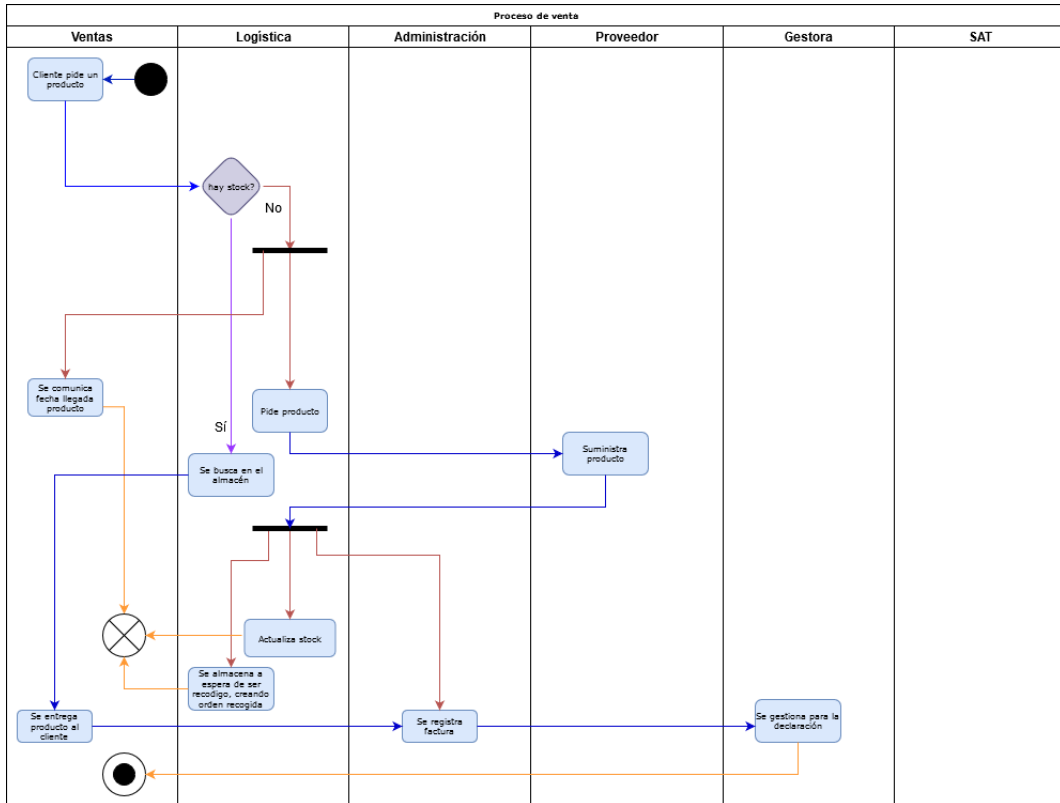 Proceso de venta
Ventas
Logística
Administración
Proveedor
Gestora
SAT
Cliente pide un
producto
hay stock?
No
Se comunica
fecha llegada
producto
Pide producto
Sí
Suministra
producto
Se busca en el
almacén
Actualiza stock
Se almacena a
espera de ser
recodigo, creando
orden recogida
Se entrega
producto al
cliente
Se registra
factura
Se gestiona para la
declaración